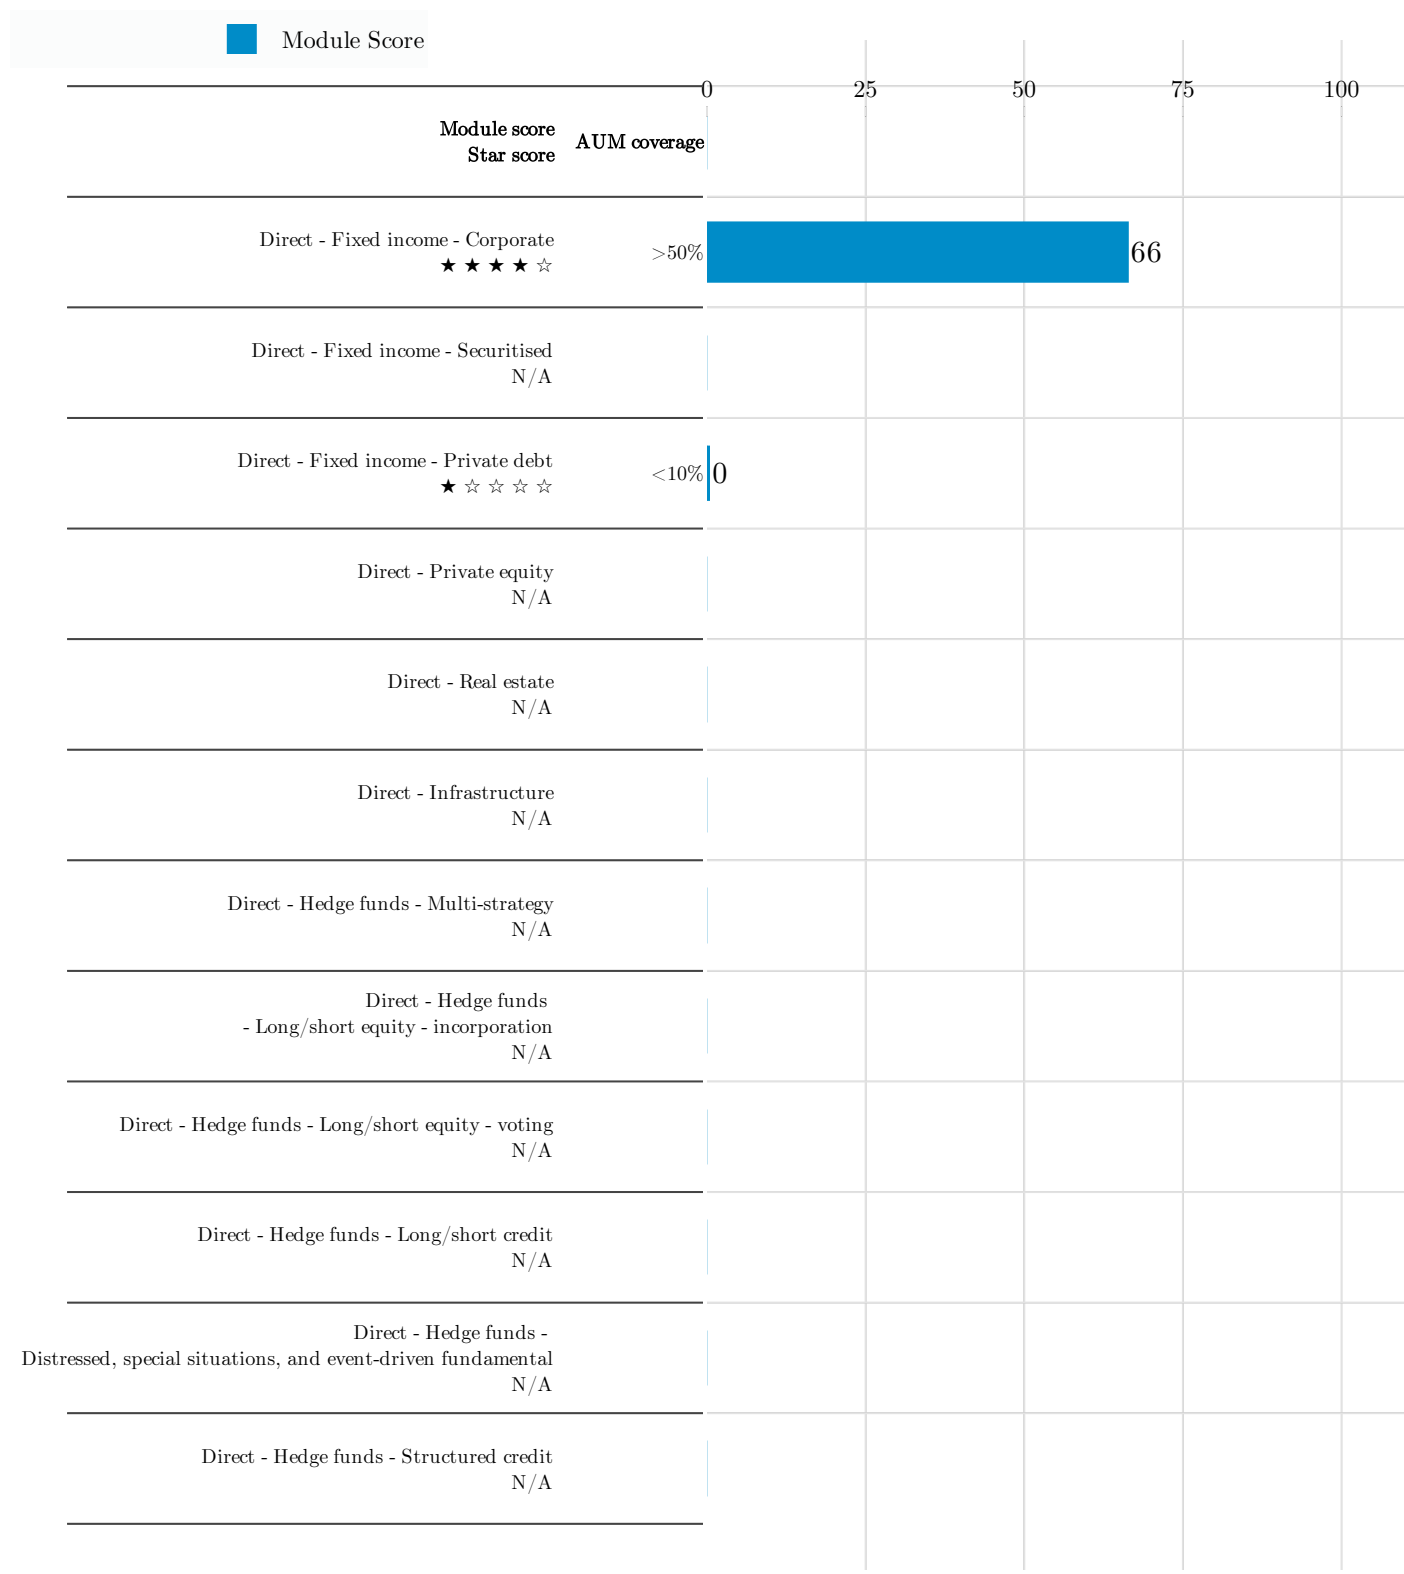 Module Score
0 25 50 75 100
Module score
Star score
AUM coverage
Direct - Fixed income - Corporate
★ ★ ★ ★ ☆
>50%
66
Direct - Fixed income - Securitised
N/A
Direct - Fixed income - Private debt
★ ☆ ☆ ☆ ☆
<10%
0
Direct - Private equity
N/A
Direct - Real estate
N/A
Direct - Infrastructure
N/A
Direct - Hedge funds - Multi-strategy
N/A
Direct - Hedge funds
- Long/short equity - incorporation
N/A
Direct - Hedge funds - Long/short equity - voting
N/A
Direct - Hedge funds - Long/short credit
N/A
Direct - Hedge funds -
Distressed, special situations, and event-driven fundamental
N/A
Direct - Hedge funds - Structured credit
N/A